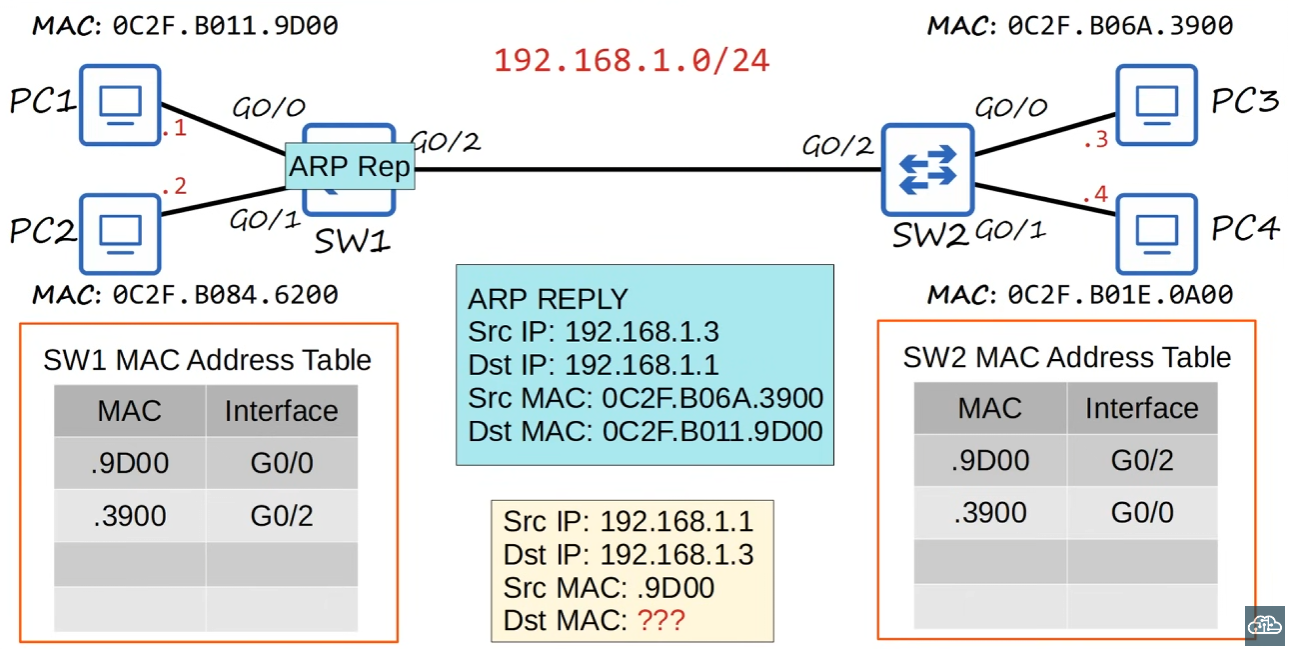 MAC: 0C2F.B011.9D00
MAC: 0C2F.B06A.3900
192.168.1.0/24
PC1
G0/0
.1
G0/2
ARP Rep
.2
PC2
G0/1
SW1
MAC: 0C2F.B084.6200
G0/2
G0/0
PC3
.3
.4
SW2
G0/1
PC4
MAC: 0C2F.B01E.0A00
ARP REPLY
Src IP: 192.168.1.3
Dst IP: 192.168.1.1
Src MAC: 0C2F.B06A.3900
Dst MAC: 0C2F.B011.9D00
SW1 MAC Address Table
MAC Interface
.9D00 G0/0
.3900 G0/2
Src IP: 192.168.1.1
Dst IP: 192.168.1.3
Src MAC: .9D00
Dst MAC: ???
SW2 MAC Address Table
MAC Interface
.9D00 G0/2
.3900 G0/0